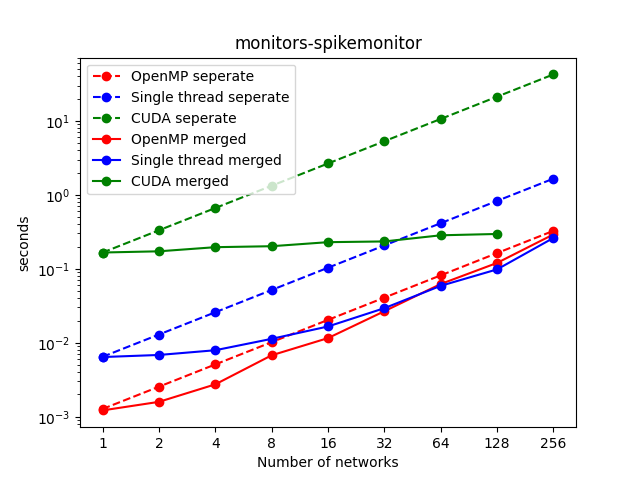 monitors-spikemonitor
OpenMP seperate
Single thread seperate
CUDA seperate
OpenMP merged
Single thread merged
CUDA merged
10¹
10⁰
10⁻¹
10⁻²
10⁻³
seconds
1 2 4 8 16 32 64 128 256
Number of networks